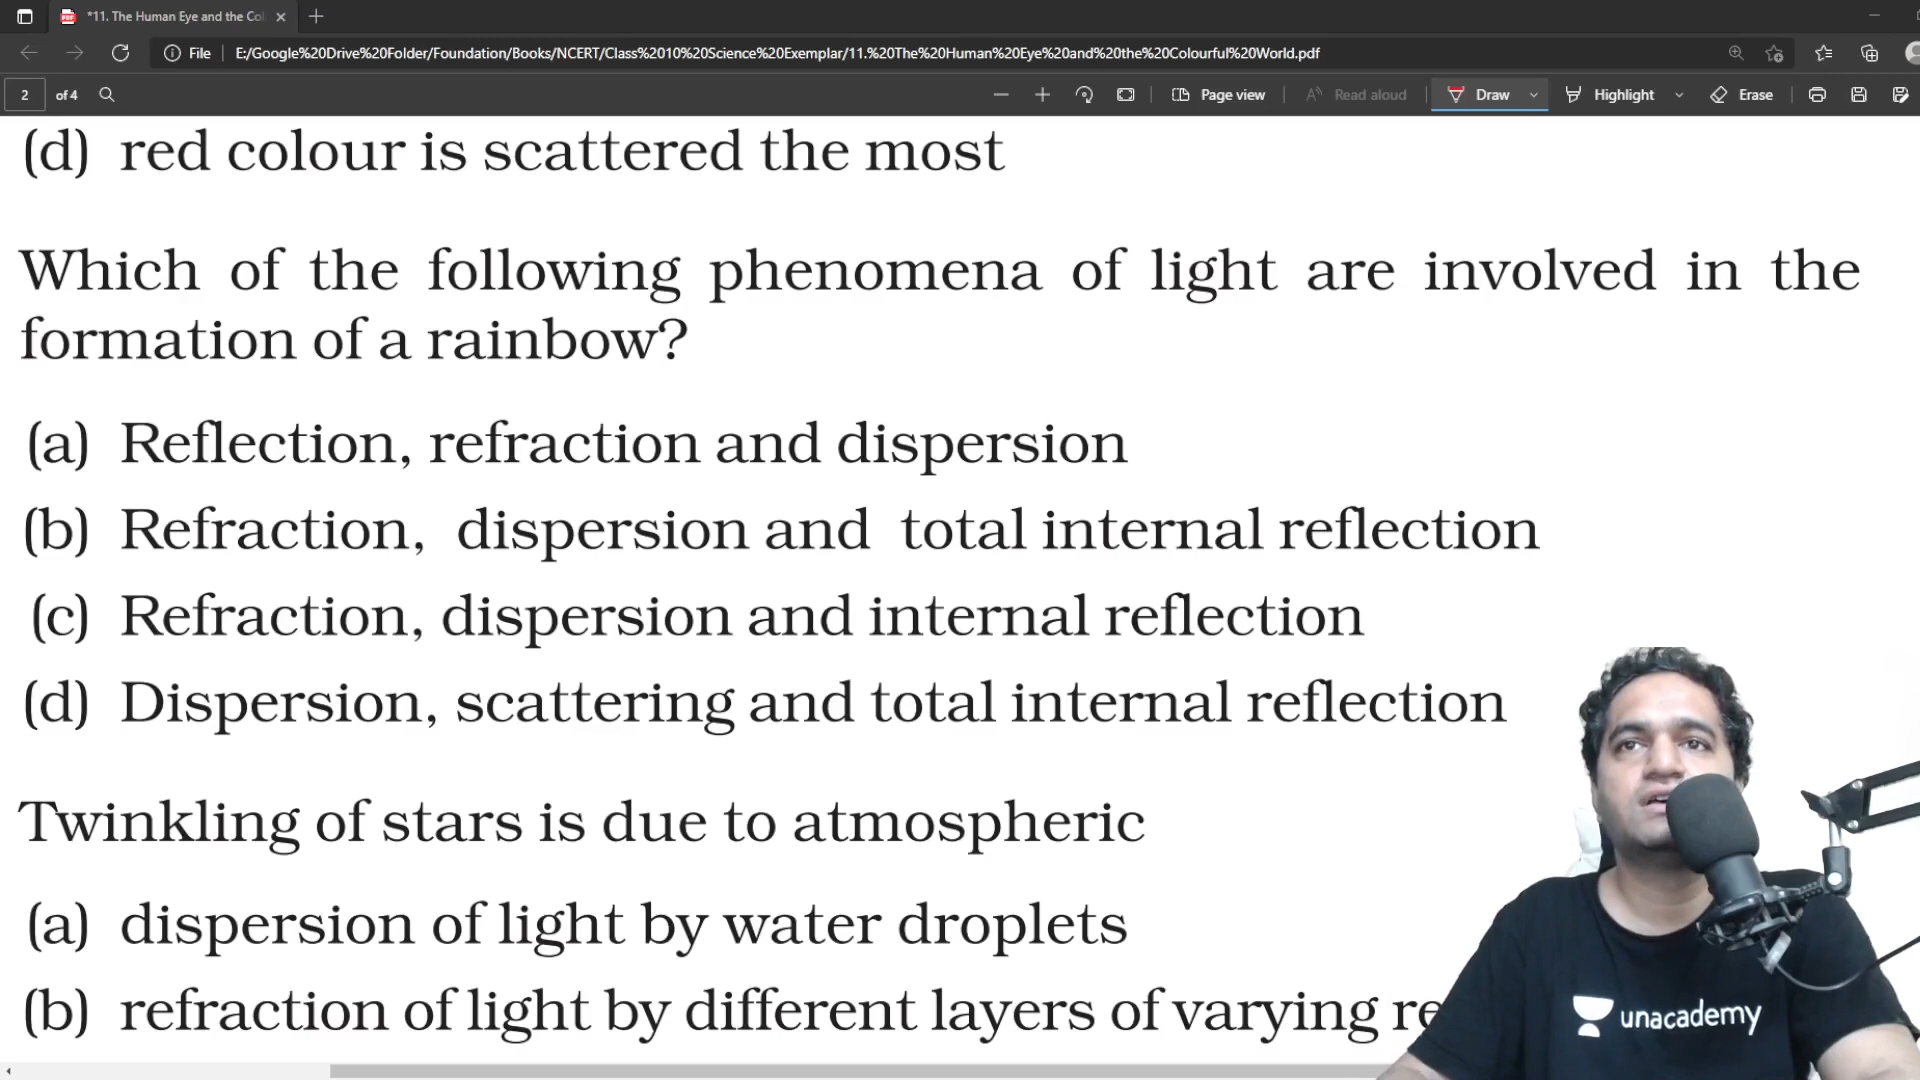 *11. The Human Eye and the Co
File E:/Google%20Drive%20Folder/Foundation/Books/NCERT/Class%2010%20Science%20Exemplar/11.%20The%20Human%20Eye%20and%20the%20Colourful%20World.pdf
2 of 4 Page view Read aloud Draw Highlight Erase
(d) red colour is scattered the most
Which of the following phenomena of light are involved in the
formation of a rainbow?
(a) Reflection, refraction and dispersion
(b) Refraction, dispersion and total internal reflection
(c) Refraction, dispersion and internal reflection
(d) Dispersion, scattering and total internal reflection
Twinkling of stars is due to atmospheric
(a) dispersion of light by water droplets
(b) refraction of light by different layers of varying re
unacademy